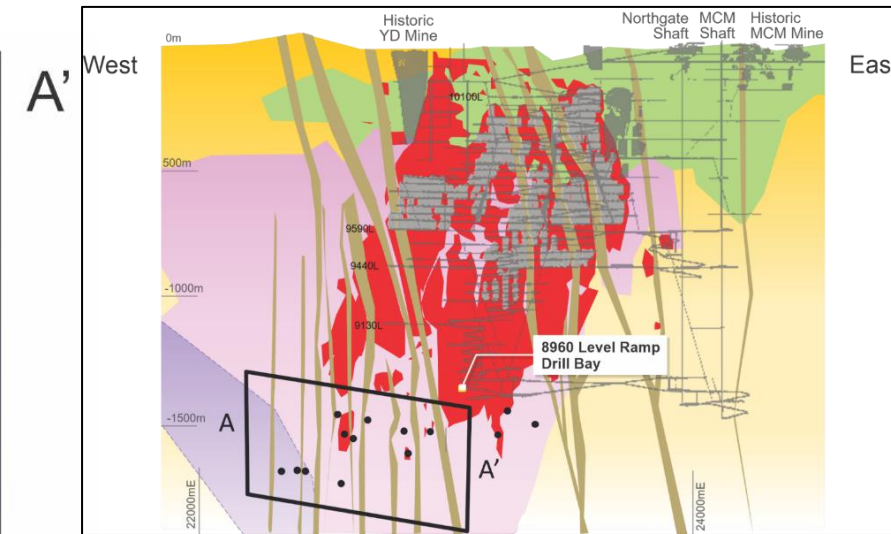 A’
West
Historic
YD Mine
Northgate
Shaft
MCM
Shaft
Historic
MCM Mine
Eas
0m
10100L
500m
9590L
9440L
-1000m
9130L
8960 Level Ramp
Drill Bay
-1500m
A
A’
22000mE
24000mE